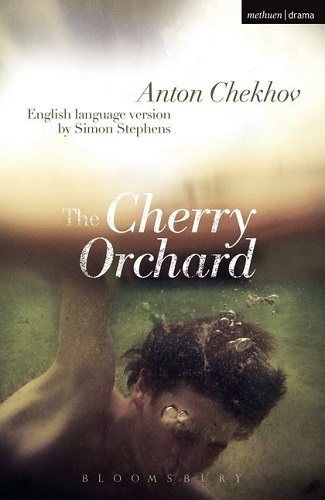 methuen | drama
Anton Chekhov
English language version
by Simon Stephens
The Cherry
Orchard
BLOOMSBURY